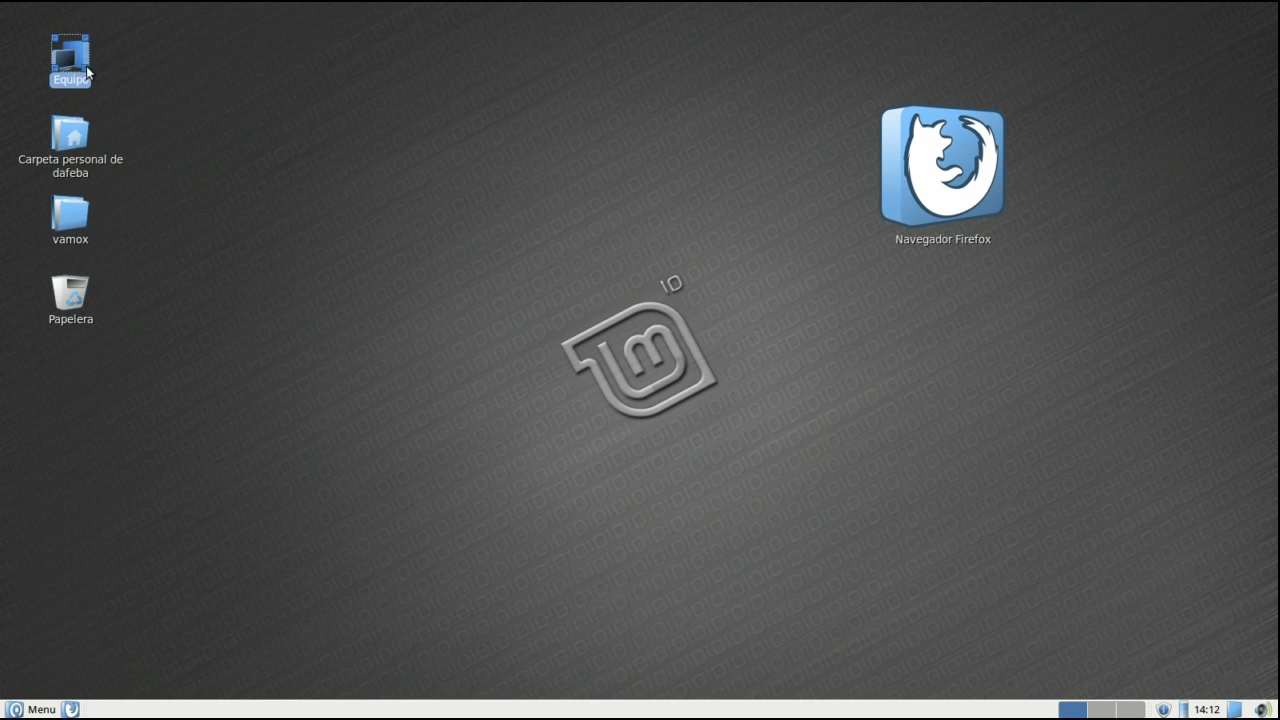 Equipo
Carpeta personal de
dafeba
vamox
Papelera
Navegador Firefox
10
Menu
14:12